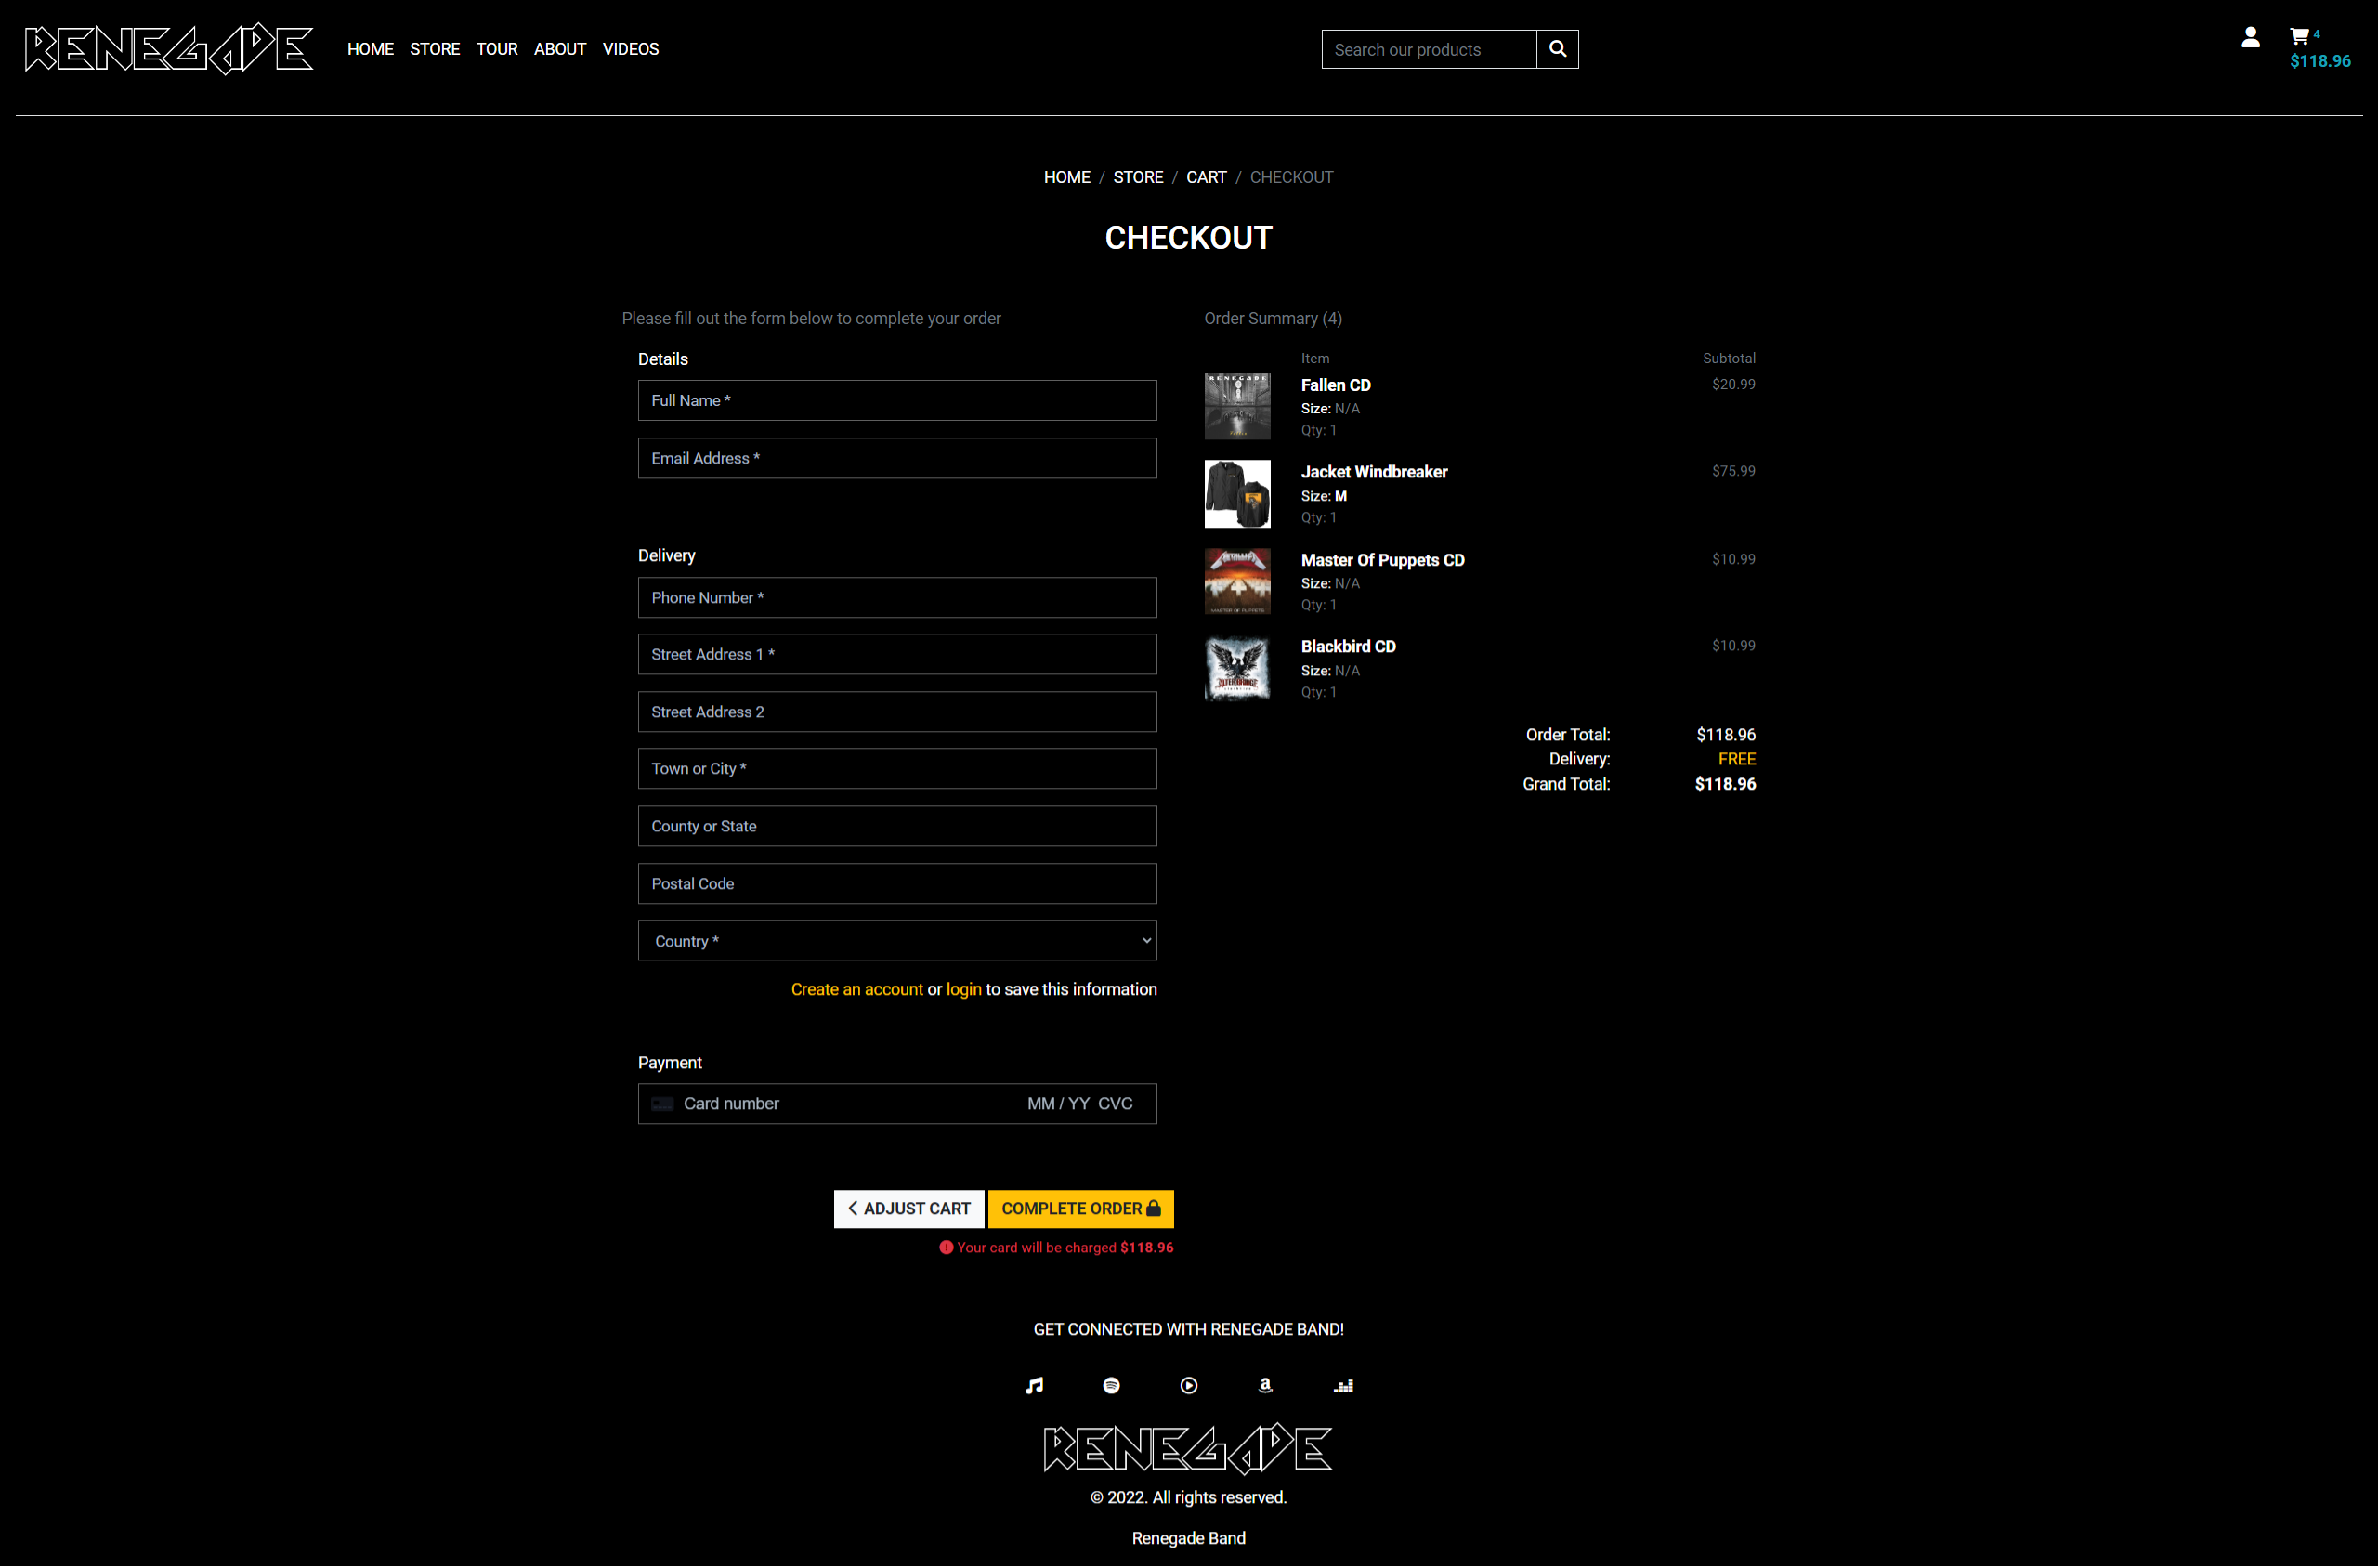 RENEGADE
HOME STORE TOUR ABOUT VIDEOS
Search our products
4
$118.96
HOME / STORE / CART / CHECKOUT
CHECKOUT
Please fill out the form below to complete your order
Details
Full Name *
Email Address *
Delivery
Phone Number *
Street Address 1 *
Street Address 2
Town or City *
County or State
Postal Code
Country *
Create an account or login to save this information
Payment
Card number MM / YY CVC
ADJUST CART
COMPLETE ORDER
Your card will be charged $118.96
Order Summary (4)
Item Subtotal
RENEGADE
Fallen CD $20.99
Size: N/A
Qty: 1
Jacket Windbreaker $75.99
Size: M
Qty: 1
METALLICA
MASTER OF PUPPETS
Master Of Puppets CD $10.99
Size: N/A
Qty: 1
ALTER BRIDGE
Blackbird CD $10.99
Size: N/A
Qty: 1
Order Total: $118.96
Delivery: FREE
Grand Total: $118.96
GET CONNECTED WITH RENEGADE BAND!
RENEGADE
© 2022. All rights reserved.
Renegade Band